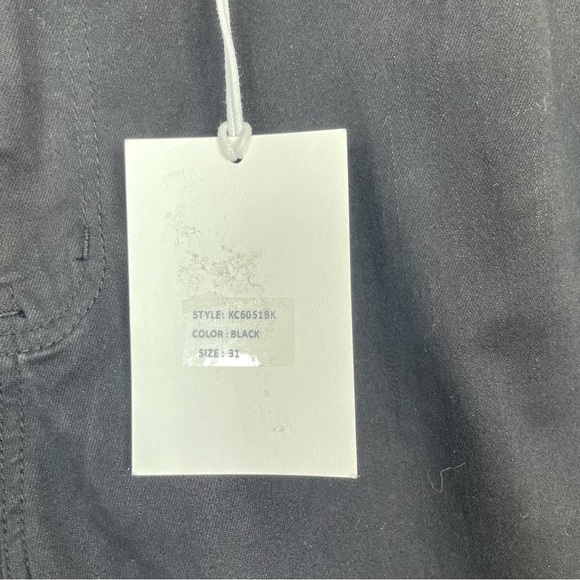 STYLE: KC6051BK
COLOR : BLACK
SIZE : 31